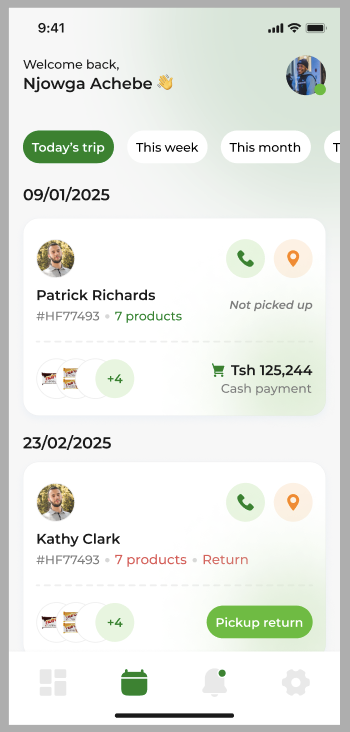 9:41
Welcome back,
Njowga Achebe 👋
Today's trip
This week
This month
T
09/01/2025
Patrick Richards
#HF77493 • 7 products
Not picked up
+4
Tsh 125,244
Cash payment
23/02/2025
Kathy Clark
#HF77493 • 7 products • Return
+4
Pickup return